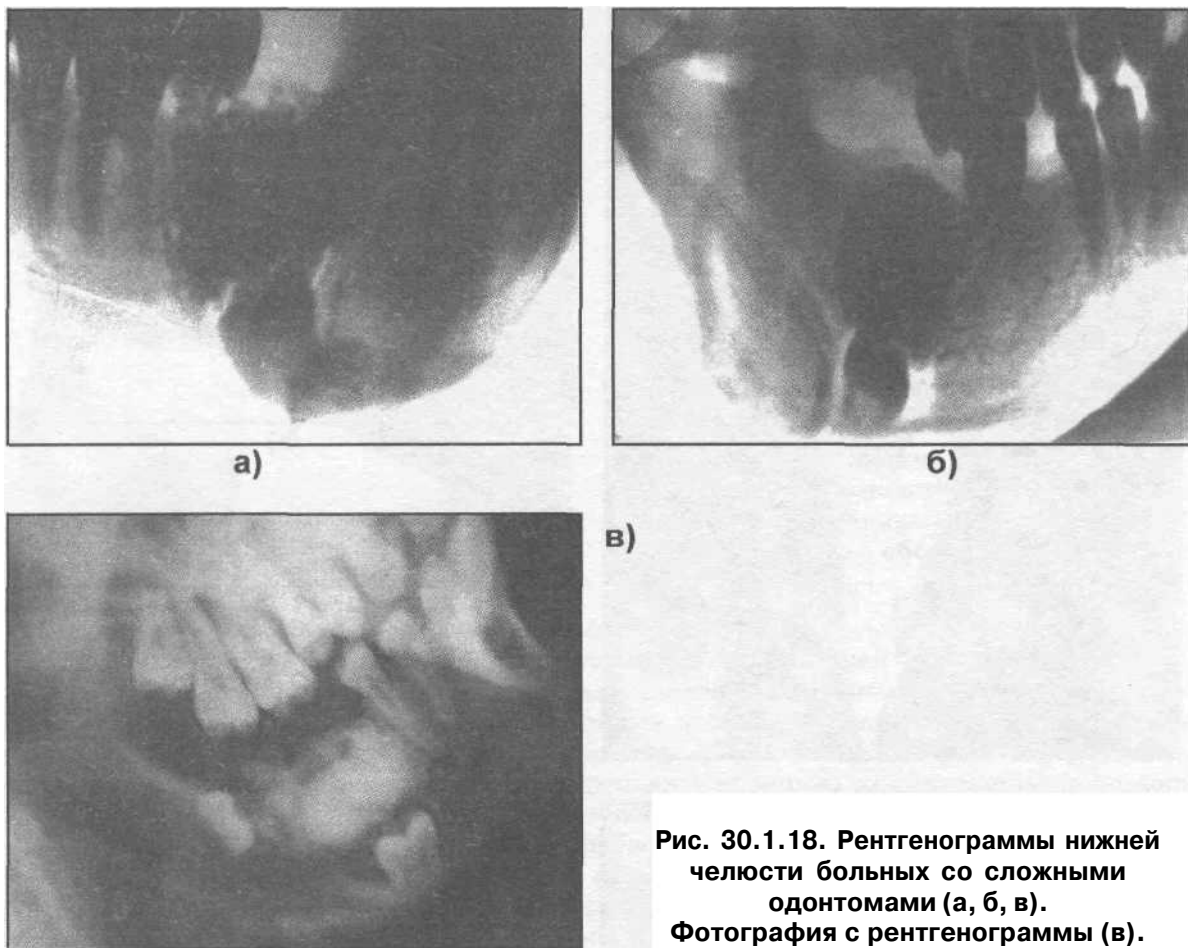 а)
б)
в)
Рис. 30.1.18. Рентгенограммы нижней
челюсти больных со сложными
одонтомами (а, б, в).
Фотография с рентгенограммы (в).